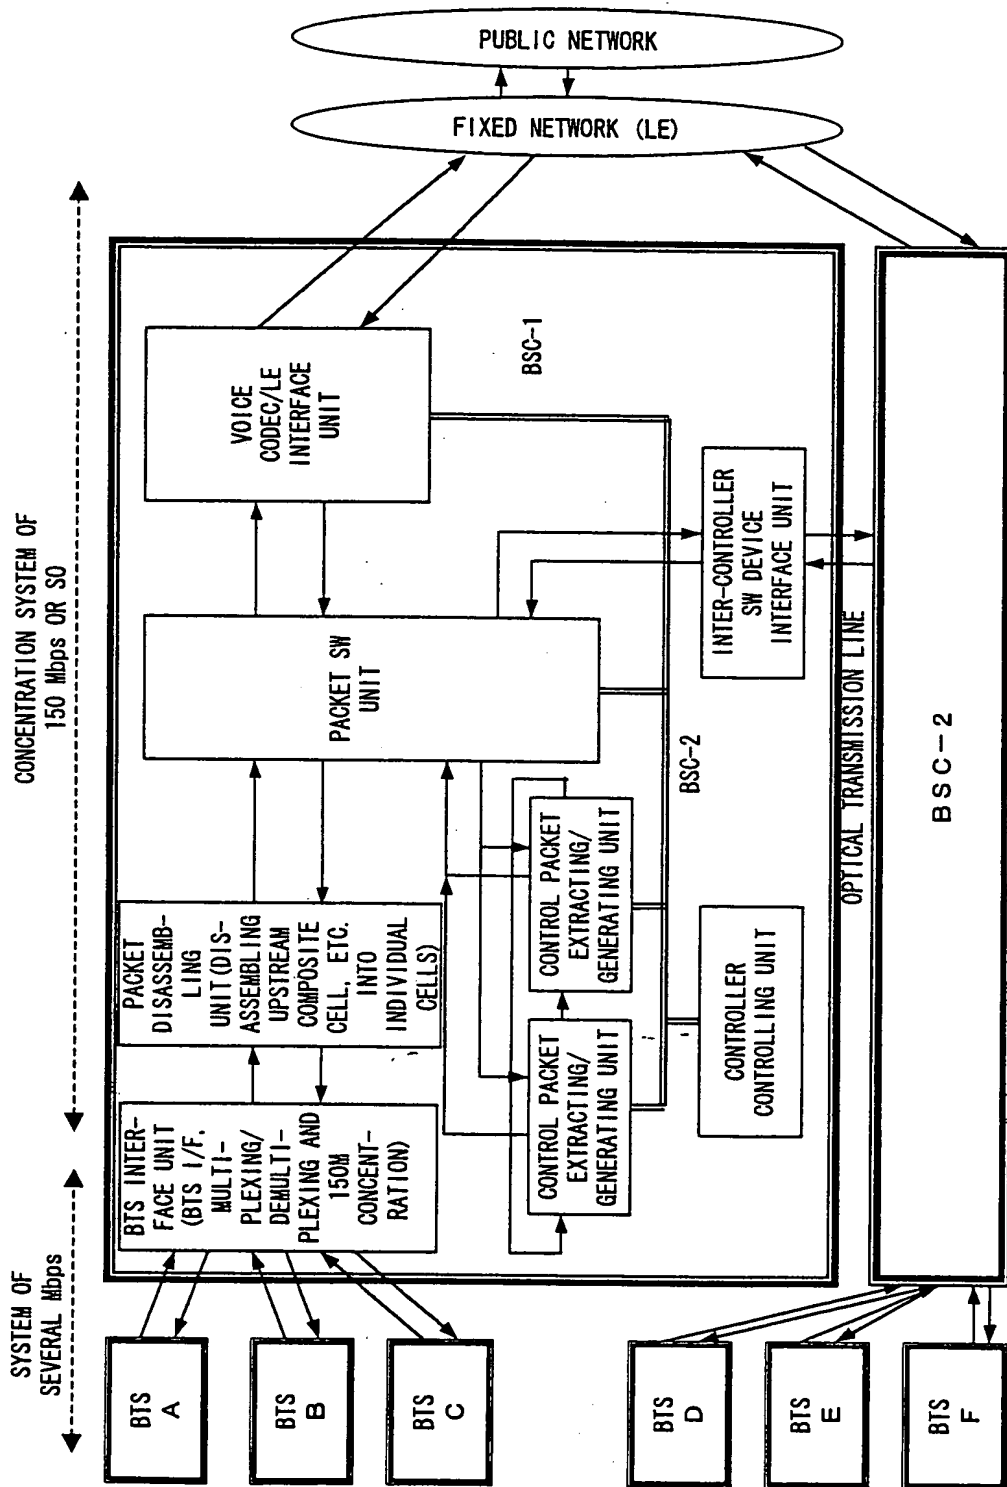 SYSTEM OF
SEVERAL Mbps
CONCENTRATION SYSTEM OF
150 Mbps OR SO
BTS
A
BTS
B
BTS
C
BTS
D
BTS
E
BTS
F
BTS INTER-
FACE UNIT
(BTS I/F,
MULTI-
PLEXING/
DEMULTI-
PLEXING AND
150M
CONCENT-
RATION)
PACKET
DISASSEMB-
LING
UNIT(DIS-
ASSEMBLING
UPSTREAM
COMPOSITE
CELL, ETC.
INTO
INDIVIDUAL
CELLS)
PACKET SW
UNIT
VOICE
CODEC/LE
INTERFACE
UNIT
BSC-1
CONTROL PACKET
EXTRACTING/
GENERATING UNIT
CONTROL PACKET
EXTRACTING/
GENERATING UNIT
BSC-2
CONTROLLER
CONTROLLING UNIT
INTER-CONTROLLER
SW DEVICE
INTERFACE UNIT
OPTICAL TRANSMISSION LINE
BSC-2
FIXED NETWORK (LE)
PUBLIC NETWORK